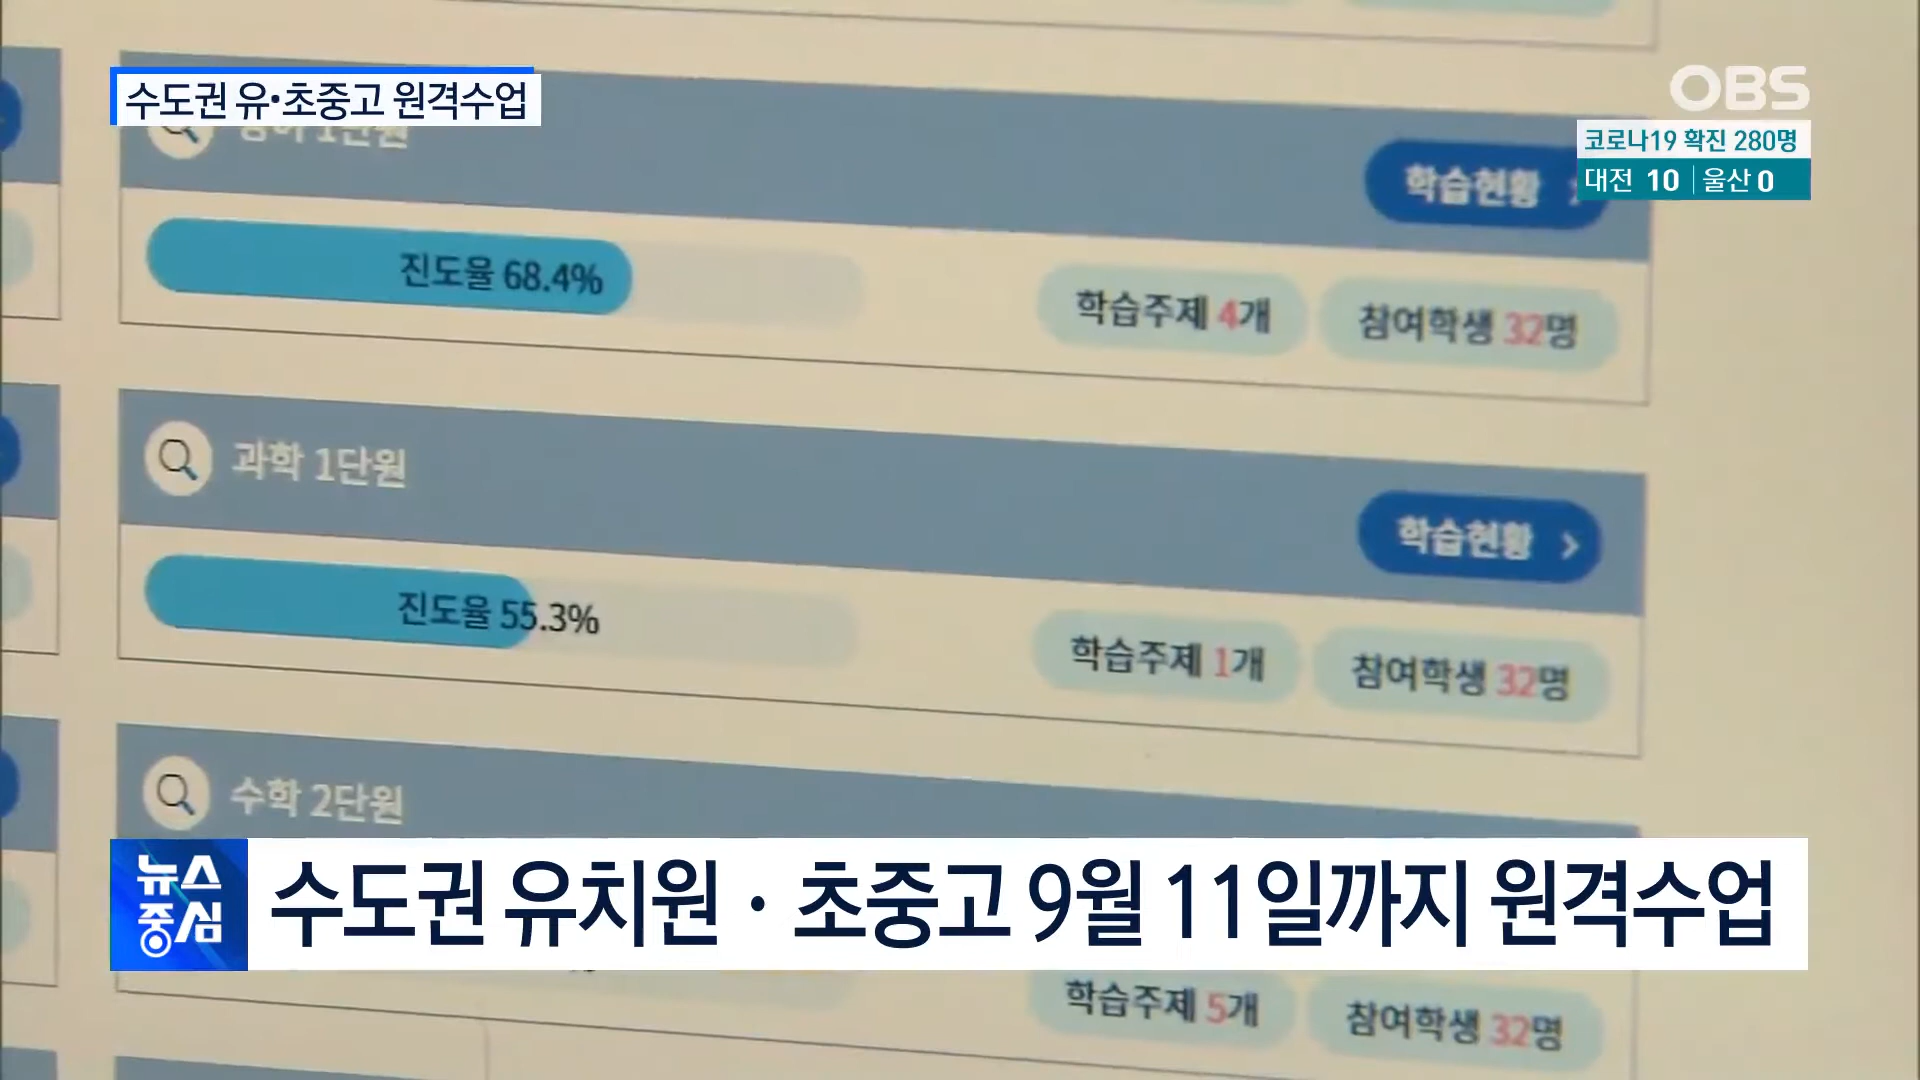 수도권 유·초중고 원격수업
OBS
코로나19 확진 280명
대전 10 울산 0
1단원
학습현황
진도율 68.4%
학습주제 4개
참여학생 32명
과학 1단원
학습현황
진도율 55.3%
학습주제 1개
참여학생 32명
수학 2단원
뉴스
중심
수도권 유치원 · 초중고 9월 11일까지 원격수업
학습주제 5개
참여학생 32명